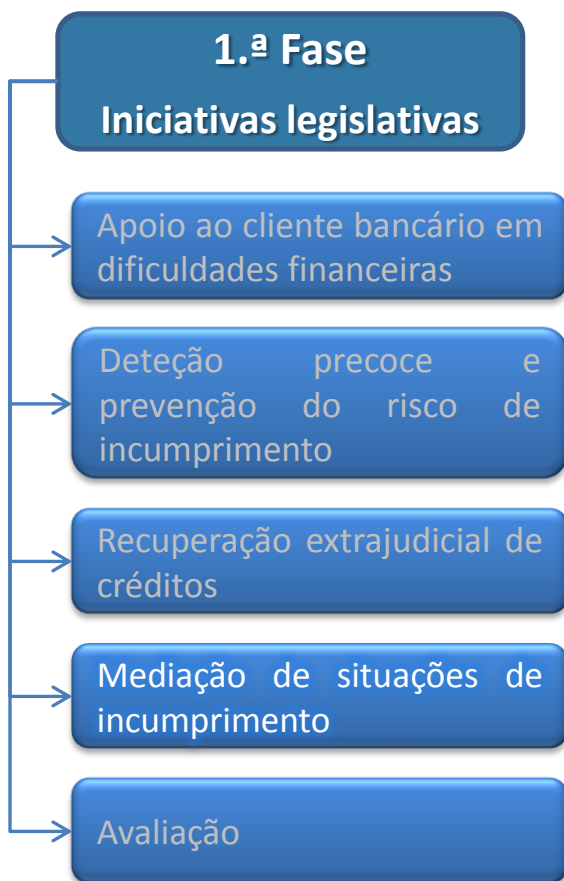 1.ª Fase
Iniciativas legislativas
Apoio ao cliente bancário em
dificuldades financeiras
Deteção precoce e
prevenção do risco de
incumprimento
Recuperação extrajudicial de
créditos
Mediação de situações de
incumprimento
Avaliação